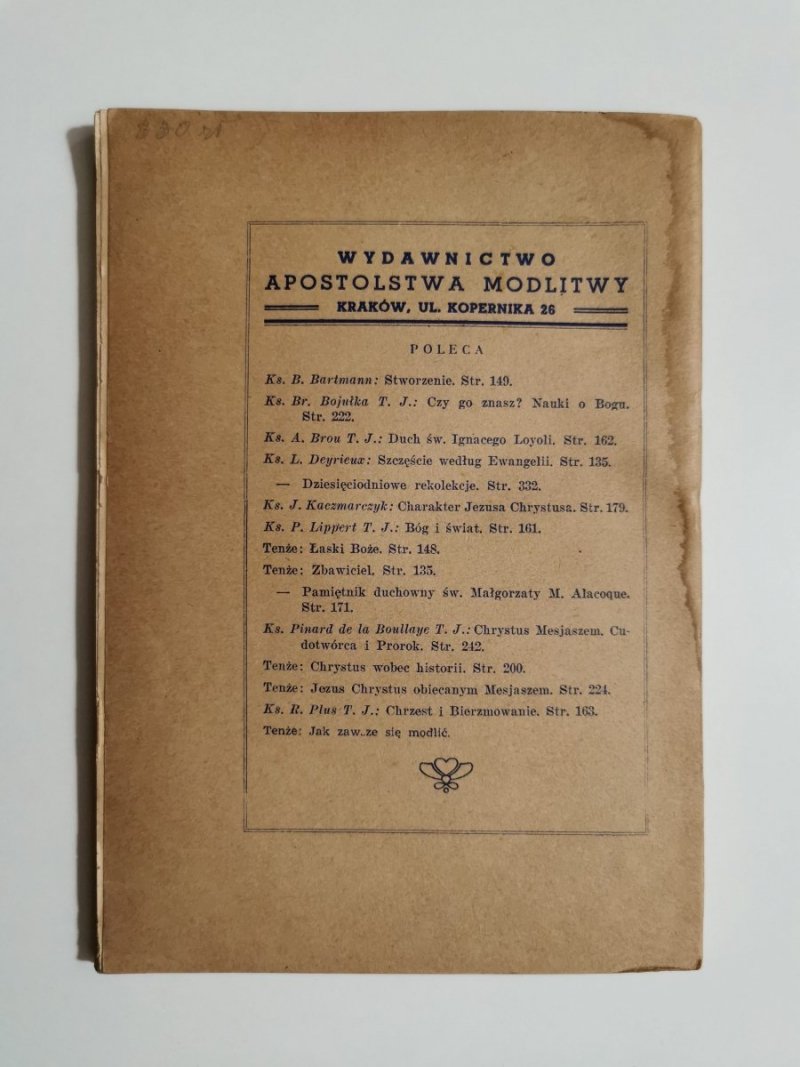 WYDAWNICTWO
APOSTOLSTWA MODLITWY
KRAKÓW, UL. KOPERNIKA 26
POLECA
Ks. B. Bartmann: Stworzenie. Str. 149.
Ks. Br. Bojułka T. J.: Czy go znasz? Nauki o Bogu.
Str. 222.
Ks. A. Brou T. J.: Duch św. Ignacego Loyoli. Str. 162.
Ks. L. Deyrieux: Szczęście według Ewangelii. Str. 135.
— Dziesięciodniowe rekolekcje. Str. 332.
Ks. J. Kaczmarczyk: Charakter Jezusa Chrystusa. Str. 179.
Ks. P. Lippert T. J.: Bóg i świat. Str. 161.
Tenże: Łaski Boże. Str. 148.
Tenże: Zbawiciel. Str. 135.
— Pamiętnik duchowny św. Małgorzaty M. Alacoque.
Str. 171.
Ks. Pinard de la Boullaye T. J.: Chrystus Mesjaszem. Cu-
dotwórca i Prorok. Str. 242.
Tenże: Chrystus wobec historii. Str. 200.
Tenże: Jezus Chrystus obiecanym Mesjaszem. Str. 224.
Ks. R. Plus T. J.: Chrzest i Bierzmowanie. Str. 163.
Tenże: Jak zaw..ze się modlić.